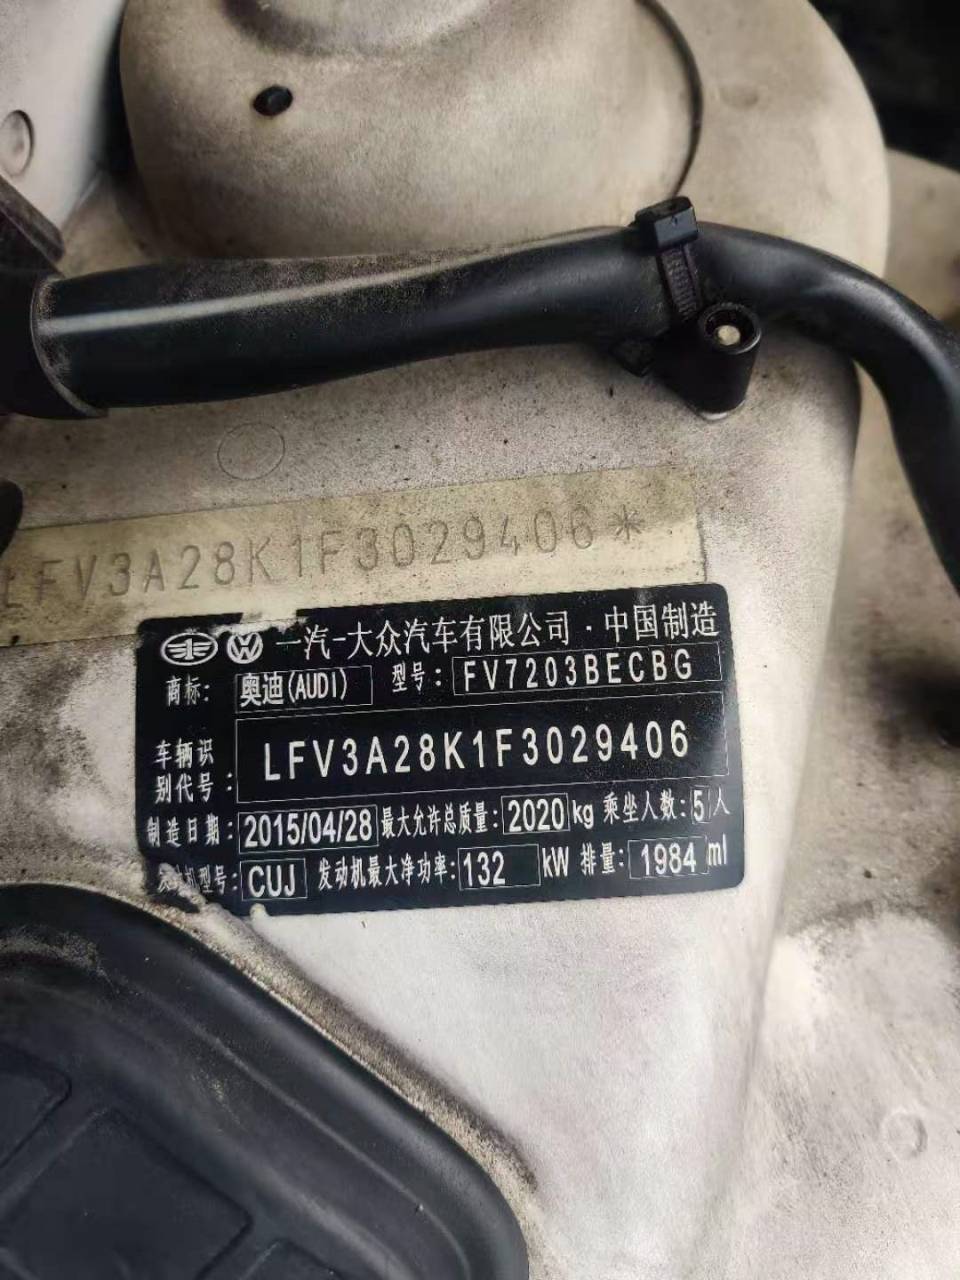 LFV3A28K1F3029406*
一汽-大众汽车有限公司·中国制造
商标: 奥迪(AUDI) 型号: FV7203BECBG
车辆识别代号: LFV3A28K1F3029406
制造日期: 2015/04/28 最大允许总质量: 2020 kg 乘坐人数: 5 人
发动机型号: CUJ 发动机最大净功率: 132 kW 排量: 1984 ml